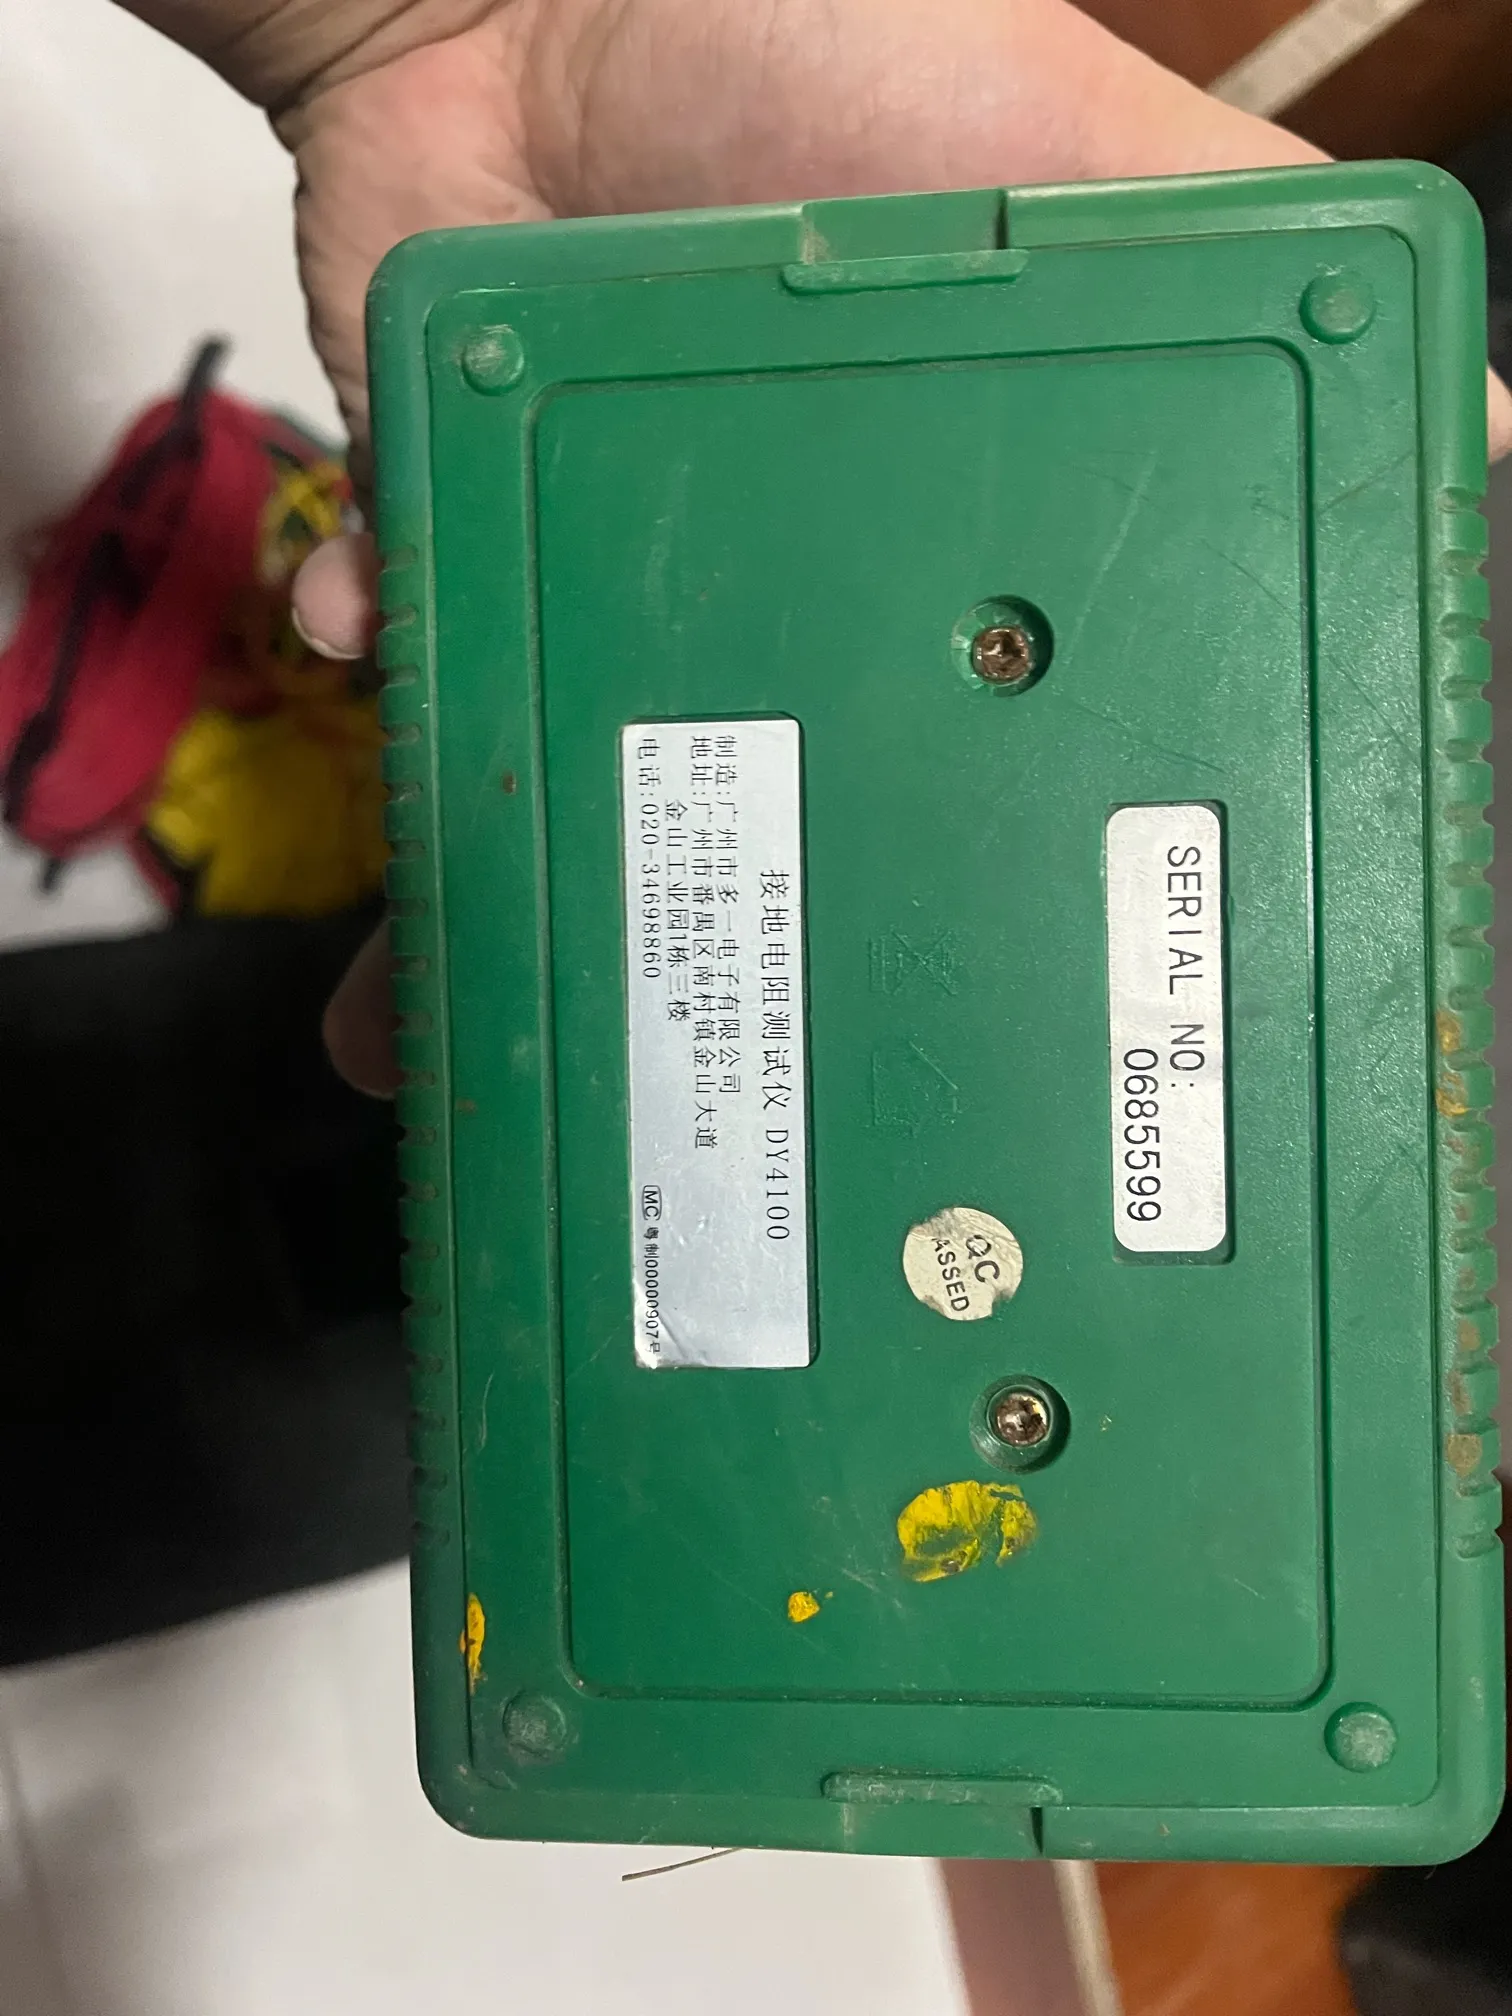 SERIAL NO:
0685599
QC
ASSED
接地电阻测试仪 DY4100
制造:广州市多一电子有限公司
地址:广州市番禺区南村镇金山大道
金山工业园1栋三楼
电话:020-34698860
MC 粤制00000907号